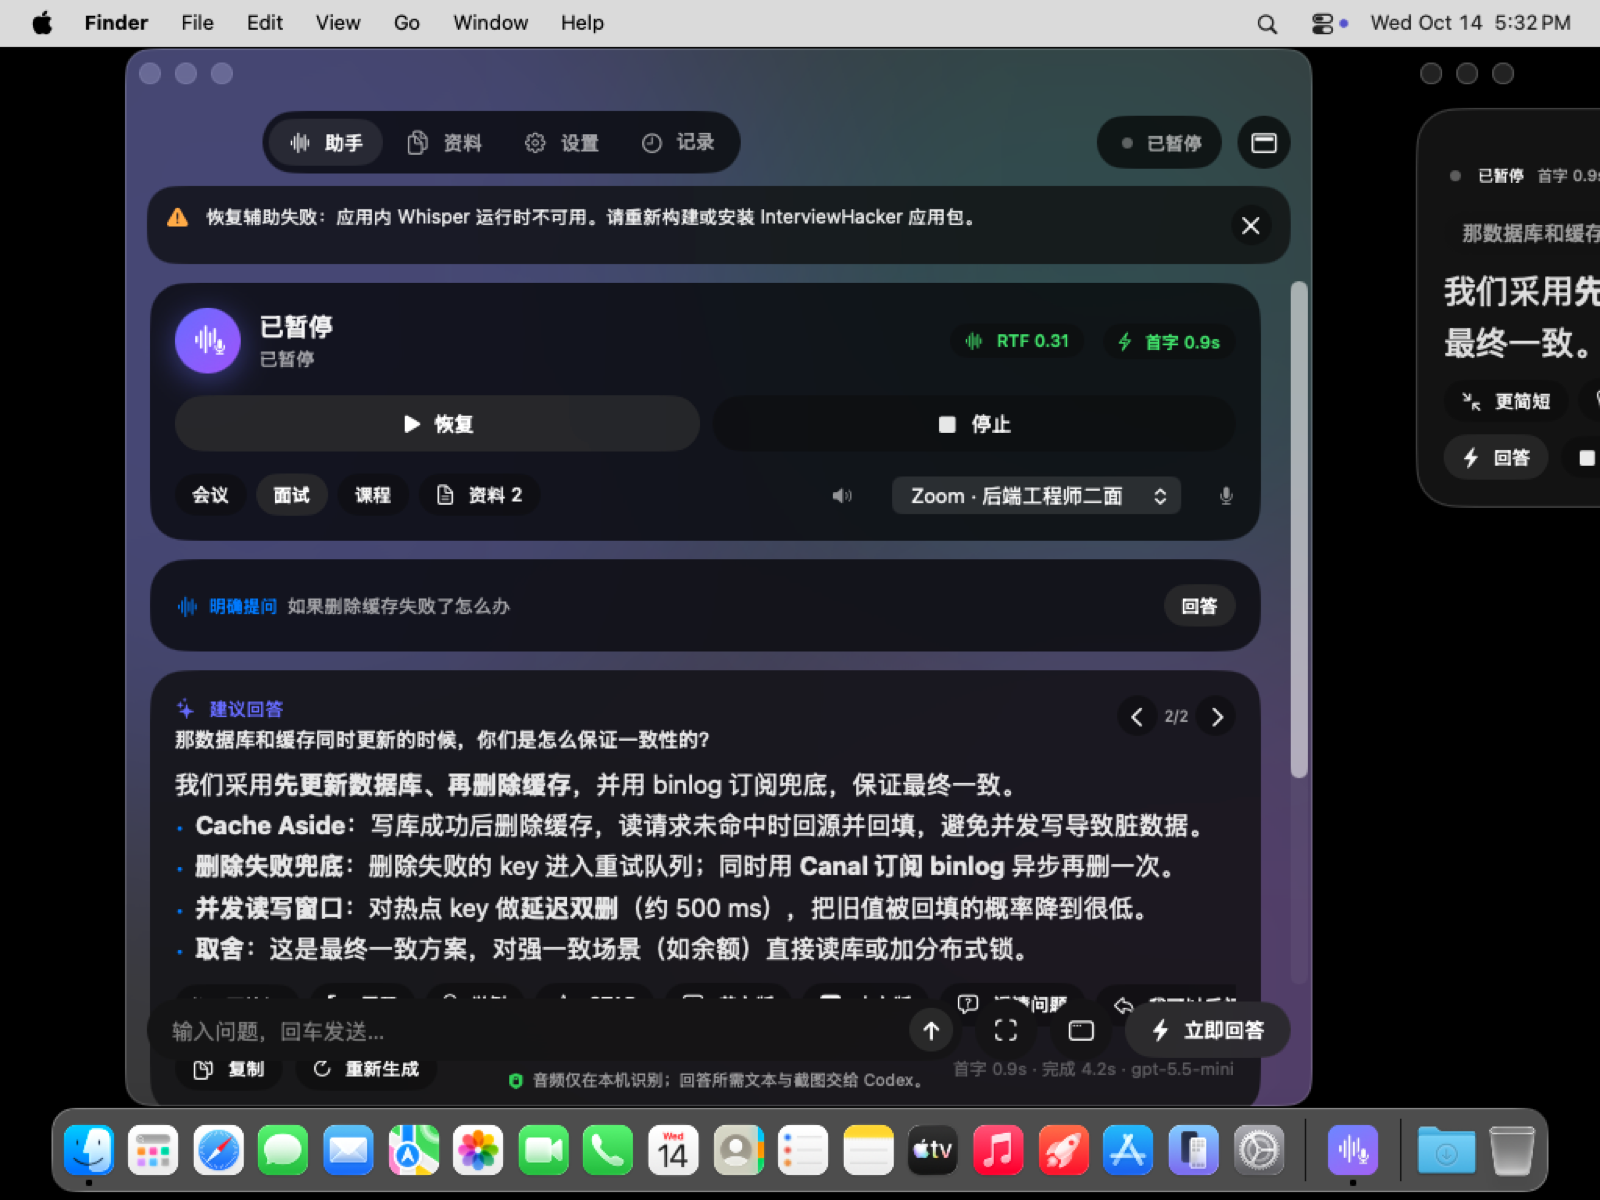 Finder File Edit View Go Window Help Wed Oct 14 5:32 PM
助手 资料 设置 记录 已暂停
恢复辅助失败：应用内 Whisper 运行时不可用。请重新构建或安装 InterviewHacker 应用包。
已暂停
已暂停
RTF 0.31 首字 0.9s
恢复 停止
会议 面试 课程 资料 2 Zoom · 后端工程师二面
明确提问 如果删除缓存失败了怎么办 回答
建议回答 2/2
那数据库和缓存同时更新的时候，你们是怎么保证一致性的？
我们采用先更新数据库、再删除缓存，并用 binlog 订阅兜底，保证最终一致。
· Cache Aside：写库成功后删除缓存，读请求未命中时回源并回填，避免并发写导致脏数据。
· 删除失败兜底：删除失败的 key 进入重试队列；同时用 Canal 订阅 binlog 异步再删一次。
· 并发读写窗口：对热点 key 做延迟双删（约 500 ms），把旧值被回填的概率降到很低。
· 取舍：这是最终一致方案，对强一致场景（如余额）直接读库或加分布式锁。
输入问题，回车发送... 立即回答
复制 重新生成 首字 0.9s · 完成 4.2s · gpt-5.5-mini
音频仅在本机识别；回答所需文本与截图交给 Codex。
已暂停 首字 0.9s
那数据库和缓存
我们采用先
最终一致。
更简短
回答
Wed
14
tv